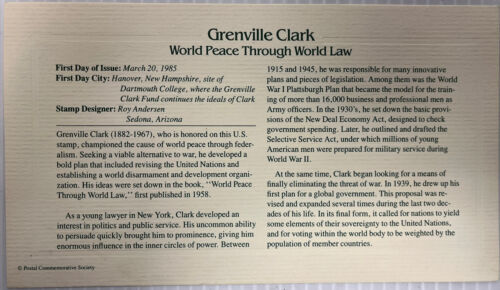 Grenville Clark
World Peace Through World Law
First Day of Issue: March 20, 1985
First Day City: Hanover, New Hampshire, site of
Dartmouth College, where the Grenville
Clark Fund continues the ideals of Clark
Stamp Designer: Roy Andersen
Sedona, Arizona
Grenville Clark (1882-1967), who is honored on this U.S.
stamp, championed the cause of world peace through feder-
alism. Seeking a viable alternative to war, he developed a
bold plan that included revising the United Nations and
establishing a world disarmament and development organi-
zation. His ideas were set down in the book, "World Peace
Through World Law," first published in 1958.
As a young lawyer in New York, Clark developed an
interest in politics and public service. His uncommon ability
to persuade quickly brought him to prominence, giving him
enormous influence in the inner circles of power. Between
1915 and 1945, he was responsible for many innovative
plans and pieces of legislation. Among them was the World
War I Plattsburgh Plan that became the model for the train-
ing of more than 16,000 business and professional men as
Army officers. In the 1930's, he set down the basic provi-
sions of the New Deal Economy Act, designed to check
government spending. Later, he outlined and drafted the
Selective Service Act, under which millions of young
American men were prepared for military service during
World War II.
At the same time, Clark began looking for a means of
finally eliminating the threat of war. In 1939, he drew up his
first plan for a global government. This proposal was re-
vised and expanded several times during the last two dec-
ades of his life. In its final form, it called for nations to yield
some elements of their sovereignty to the United Nations,
and for voting within the world body to be weighted by the
population of member countries.
© Postal Commemorative Society